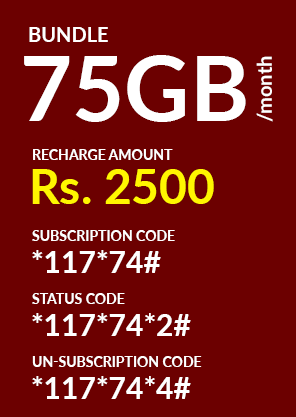 BUNDLE
75GB /month
RECHARGE AMOUNT
Rs. 2500
SUBSCRIPTION CODE
*117*74#
STATUS CODE
*117*74*2#
UN-SUBSCRIPTION CODE
*117*74*4#